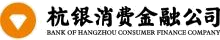 杭银消费金融公司
BANK OF HANGZHOU CONSUMER FINANCE COMPANY